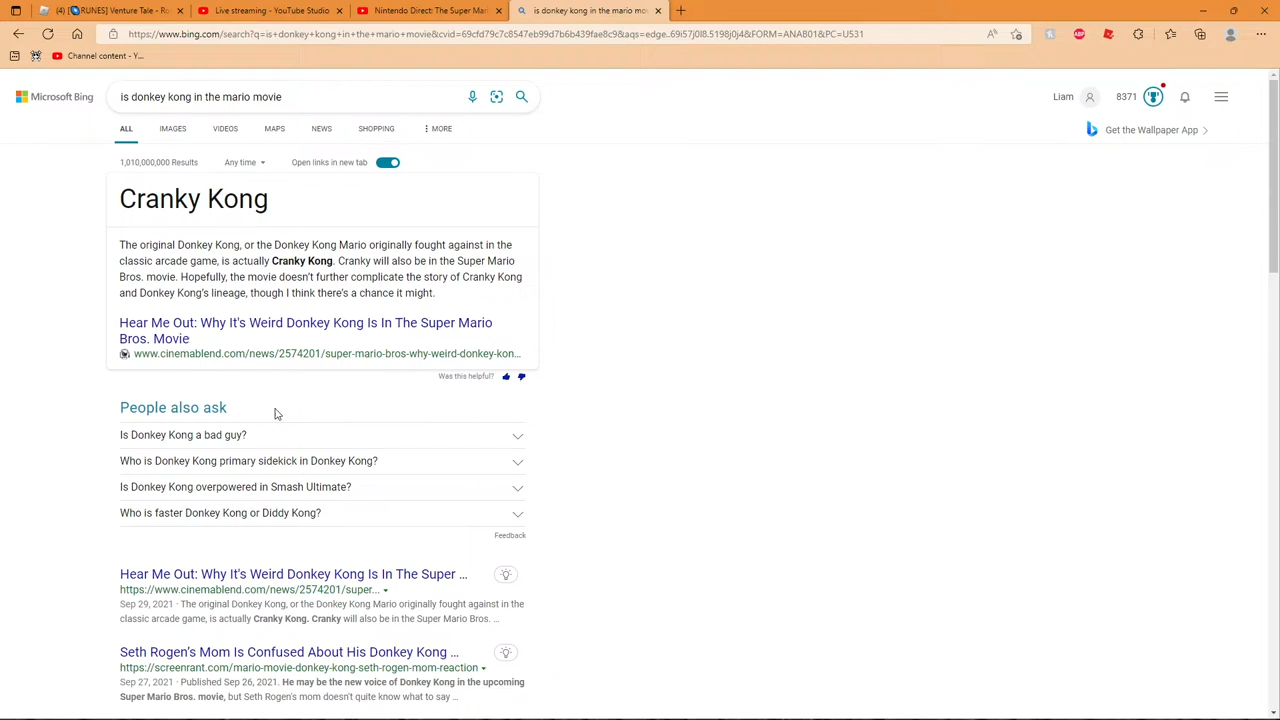 (4) [RUNES] Venture Tale - Ro
Live streaming - YouTube Studio
Nintendo Direct: The Super Mari
is donkey kong in the mario mov
https://www.bing.com/search?q=is+donkey+kong+in+the+mario+movie&cvid=69cfd79c7c8547eb99d7b6b439fae8c9&aqs=edge..69i57j0l8.5198j0j4&FORM=ANAB01&PC=U531
Channel content - Y...
Microsoft Bing
is donkey kong in the mario movie
Liam
8371
ALL
IMAGES
VIDEOS
MAPS
NEWS
SHOPPING
MORE
Get the Wallpaper App
1,010,000,000 Results
Any time
Open links in new tab
Cranky Kong
The original Donkey Kong, or the Donkey Kong Mario originally fought against in the
classic arcade game, is actually Cranky Kong. Cranky will also be in the Super Mario
Bros. movie. Hopefully, the movie doesn't further complicate the story of Cranky Kong
and Donkey Kong's lineage, though I think there's a chance it might.
Hear Me Out: Why It's Weird Donkey Kong Is In The Super Mario
Bros. Movie
www.cinemablend.com/news/2574201/super-mario-bros-why-weird-donkey-kon...
Was this helpful?
People also ask
Is Donkey Kong a bad guy?
Who is Donkey Kong primary sidekick in Donkey Kong?
Is Donkey Kong overpowered in Smash Ultimate?
Who is faster Donkey Kong or Diddy Kong?
Feedback
Hear Me Out: Why It's Weird Donkey Kong Is In The Super ...
https://www.cinemablend.com/news/2574201/super...
Sep 29, 2021 · The original Donkey Kong, or the Donkey Kong Mario originally fought against in the
classic arcade game, is actually Cranky Kong. Cranky will also be in the Super Mario Bros. ...
Seth Rogen's Mom Is Confused About His Donkey Kong ...
https://screenrant.com/mario-movie-donkey-kong-seth-rogen-mom-reaction
Sep 27, 2021 · Published Sep 26, 2021. He may be the new voice of Donkey Kong in the upcoming
Super Mario Bros. movie, but Seth Rogen's mom doesn't quite know what to say ...